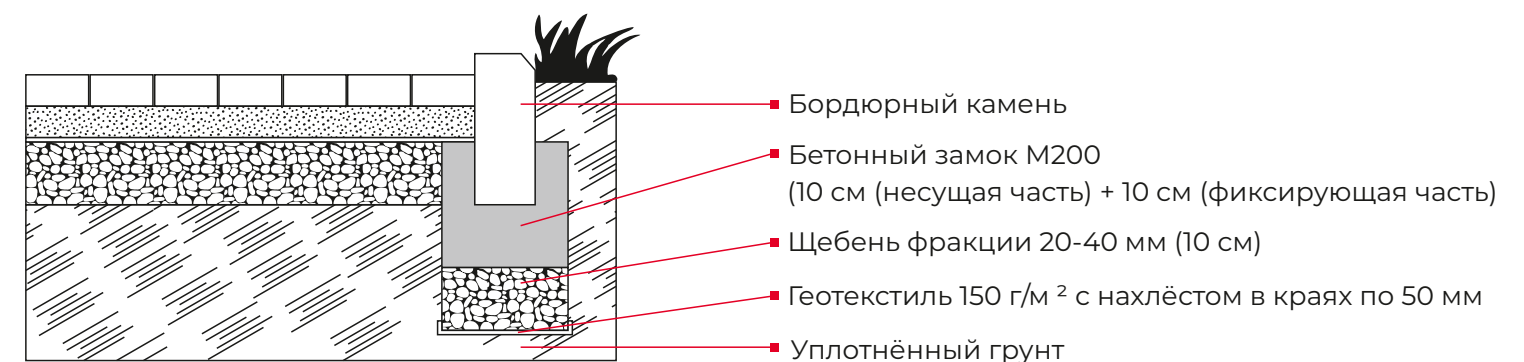 Бордюрный камень
Бетонный замок М200
(10 см (несущая часть) + 10 см (фиксирующая часть)
Щебень фракции 20-40 мм (10 см)
Геотекстиль 150 г/м ² с нахлёстом в краях по 50 мм
Уплотнённый грунт